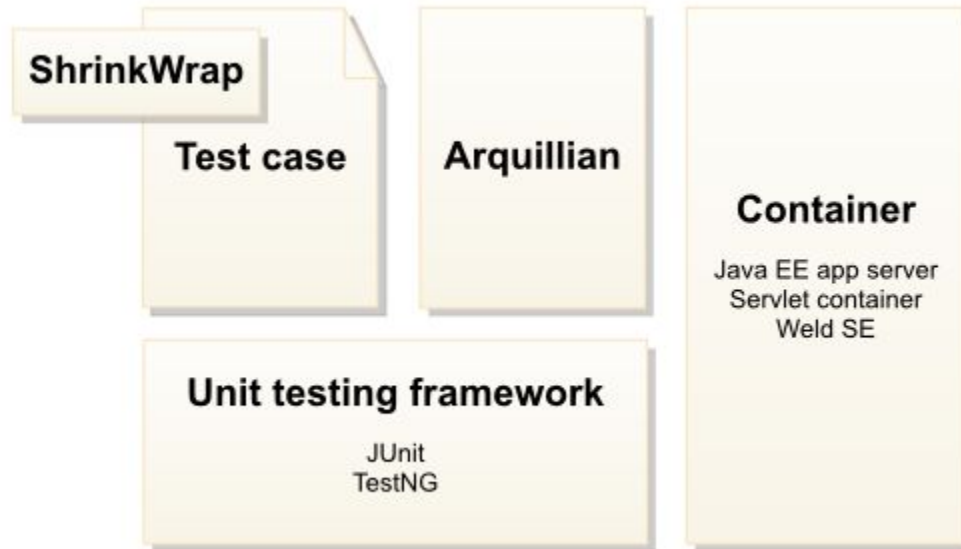 ShrinkWrap
Test case
Arquillian
Container
Java EE app server
Servlet container
Weld SE
Unit testing framework
JUnit
TestNG